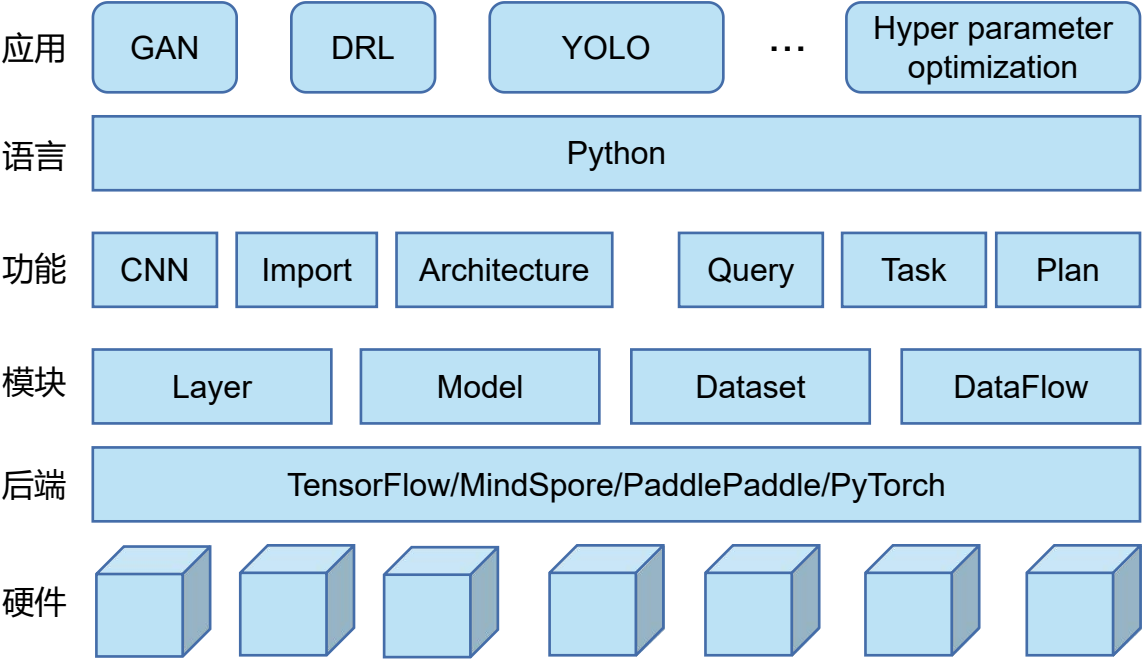 应用
GAN
DRL
YOLO
...
Hyper parameter
optimization
语言
Python
功能
CNN
Import
Architecture
Query
Task
Plan
模块
Layer
Model
Dataset
DataFlow
后端
TensorFlow/MindSpore/PaddlePaddle/PyTorch
硬件